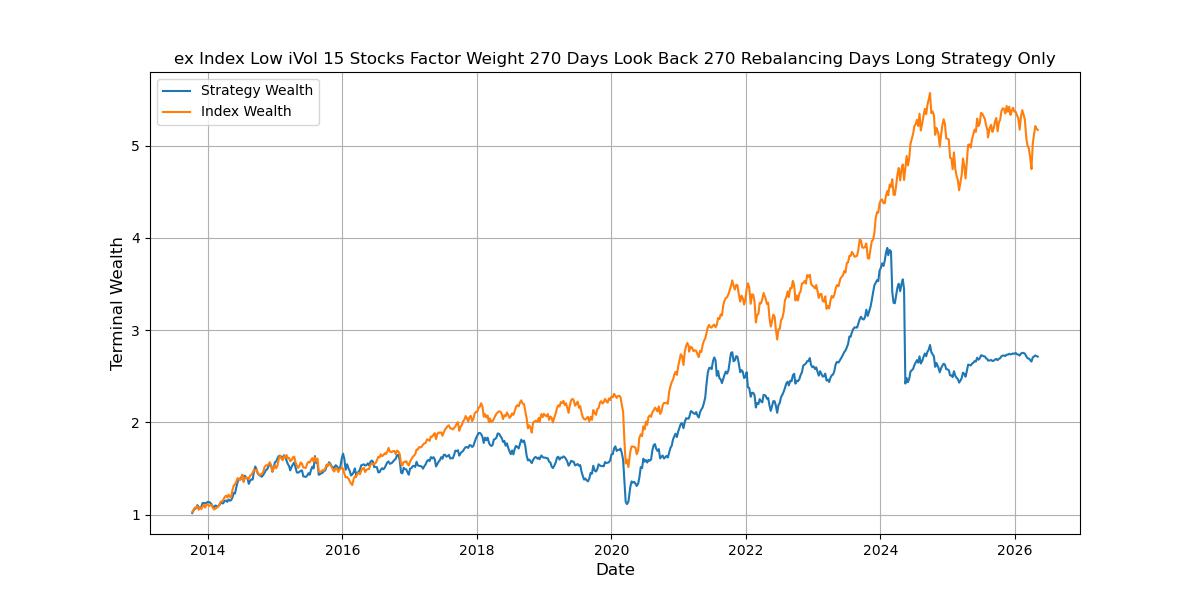 ex Index Low iVol 15 Stocks Factor Weight 270 Days Look Back 270 Rebalancing Days Long Strategy Only
Strategy Wealth
Index Wealth
5
4
3
2
1
Terminal Wealth
2014 2016 2018 2020 2022 2024 2026
Date